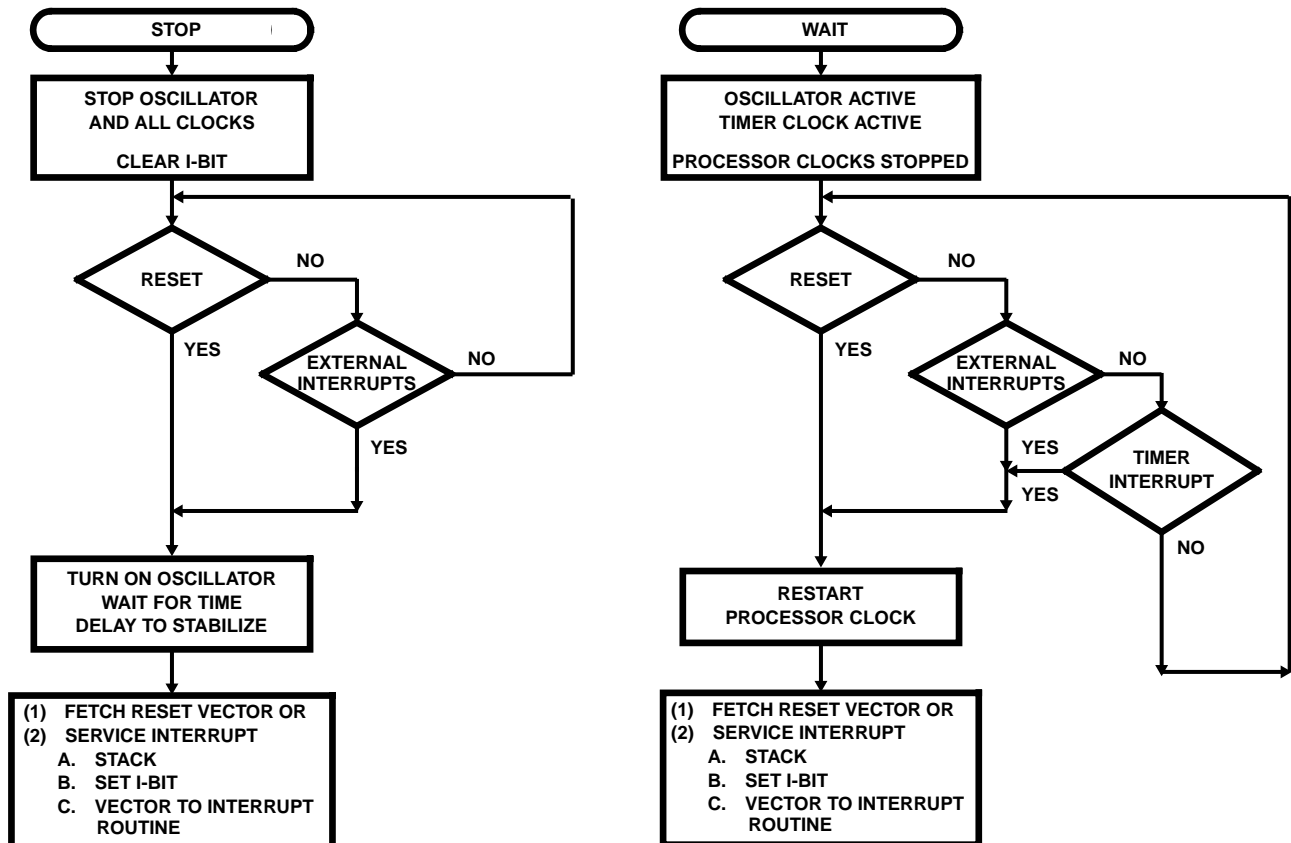 STOP
STOP OSCILLATOR
AND ALL CLOCKS
CLEAR I-BIT
RESET
NO
YES
EXTERNAL
INTERRUPTS
NO
YES
TURN ON OSCILLATOR
WAIT FOR TIME
DELAY TO STABILIZE
(1) FETCH RESET VECTOR OR
(2) SERVICE INTERRUPT
A. STACK
B. SET I-BIT
C. VECTOR TO INTERRUPT
ROUTINE
WAIT
OSCILLATOR ACTIVE
TIMER CLOCK ACTIVE
PROCESSOR CLOCKS STOPPED
RESET
NO
YES
EXTERNAL
INTERRUPTS
NO
YES
TIMER
INTERRUPT
YES
NO
RESTART
PROCESSOR CLOCK
(1) FETCH RESET VECTOR OR
(2) SERVICE INTERRUPT
A. STACK
B. SET I-BIT
C. VECTOR TO INTERRUPT
ROUTINE